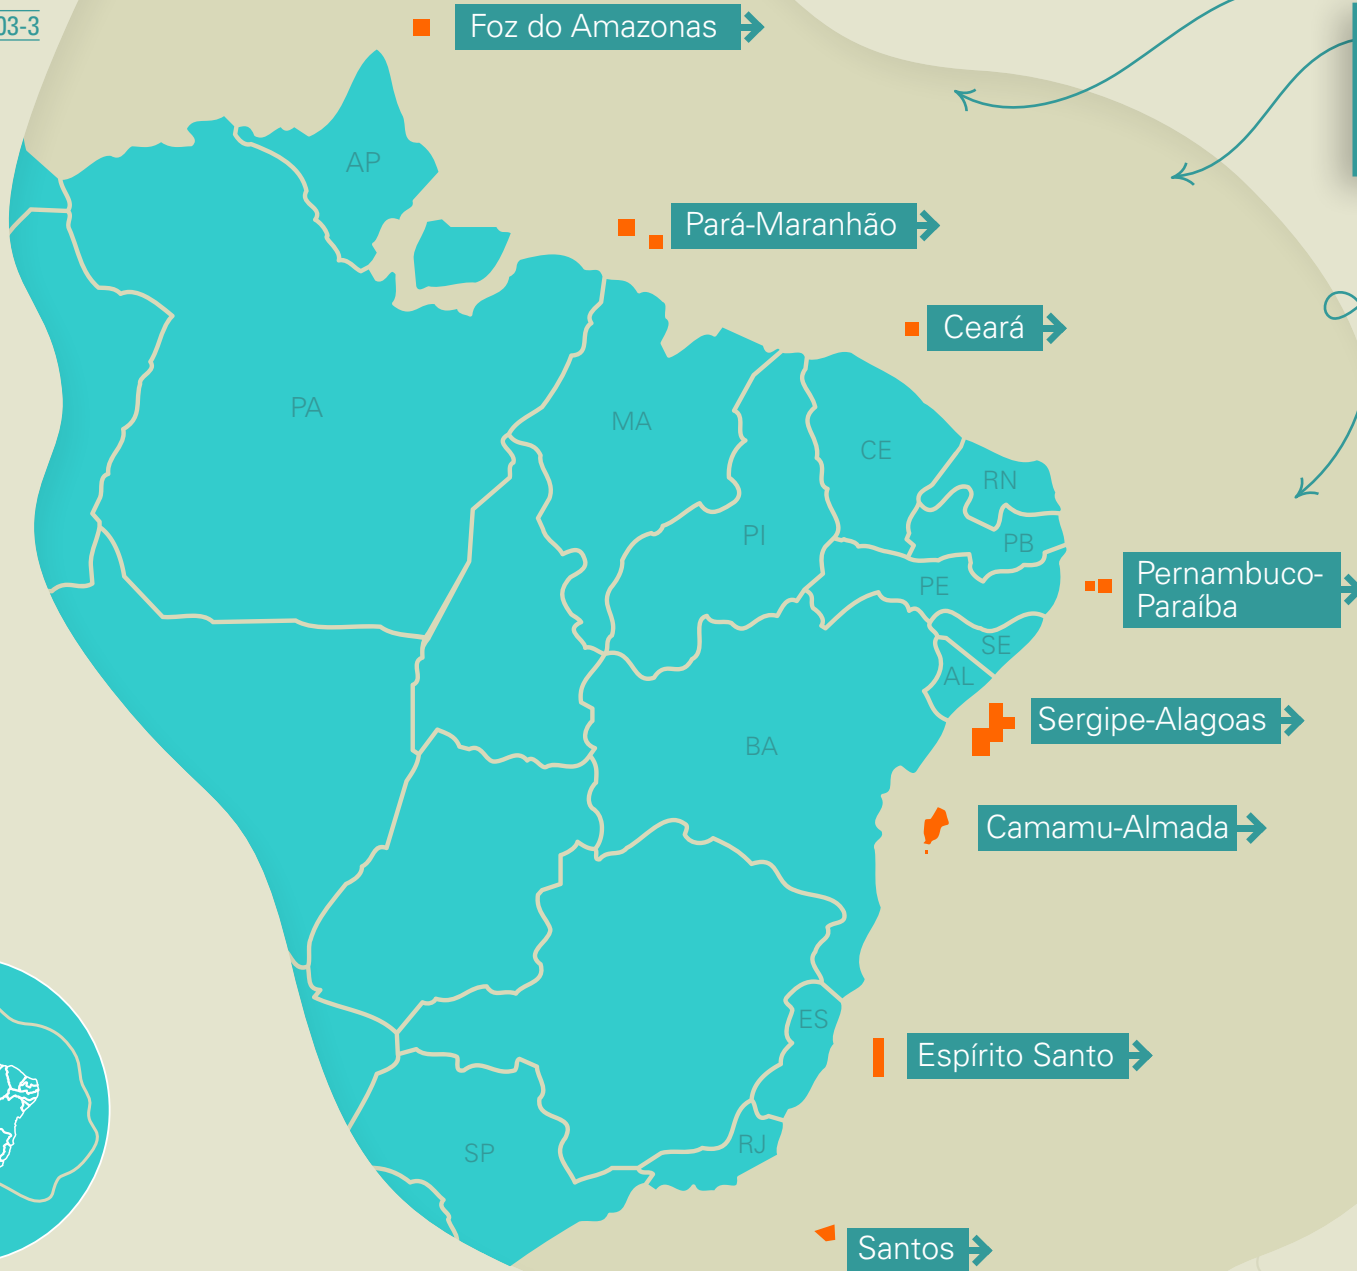 03-3
Foz do Amazonas
AP
Pará-Maranhão
Ceará
PA
MA
CE
RN
PI
PB
PE
Pernambuco-
Paraíba
SE
AL
Sergipe-Alagoas
BA
Camamu-Almada
ES
Espírito Santo
RJ
SP
Santos